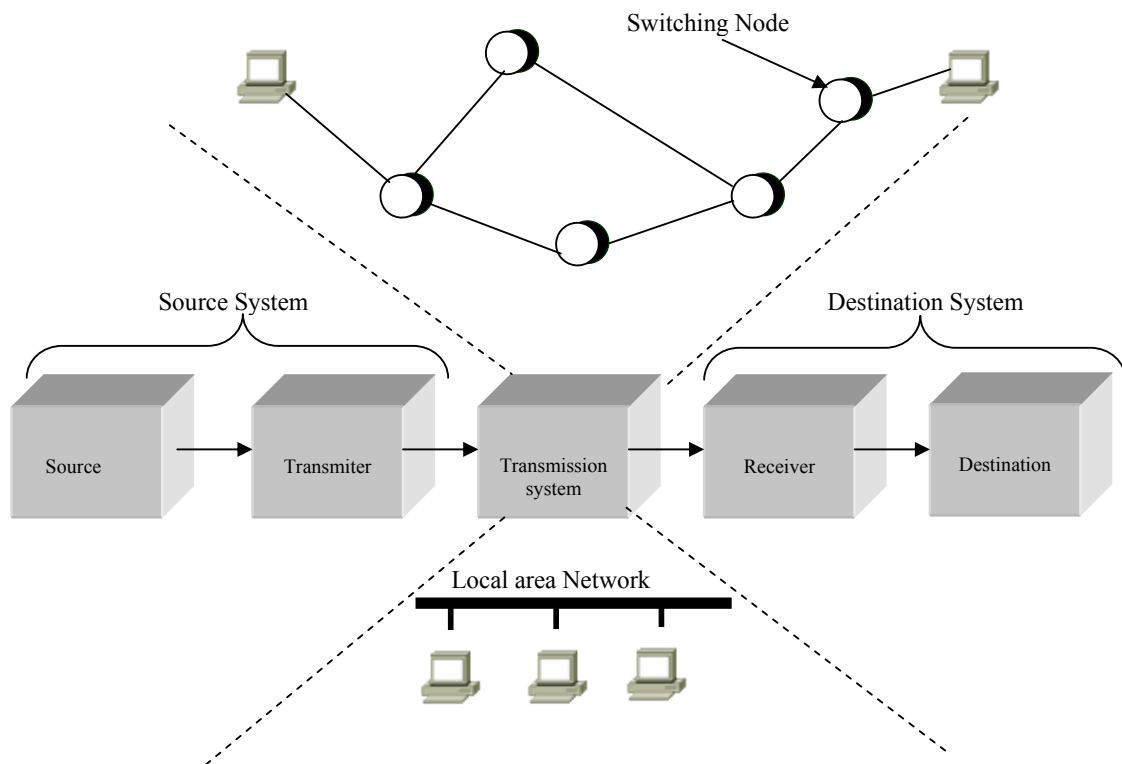 Switching Node
Source System
Destination System
Source
Transmiter
Transmission
system
Receiver
Destination
Local area Network